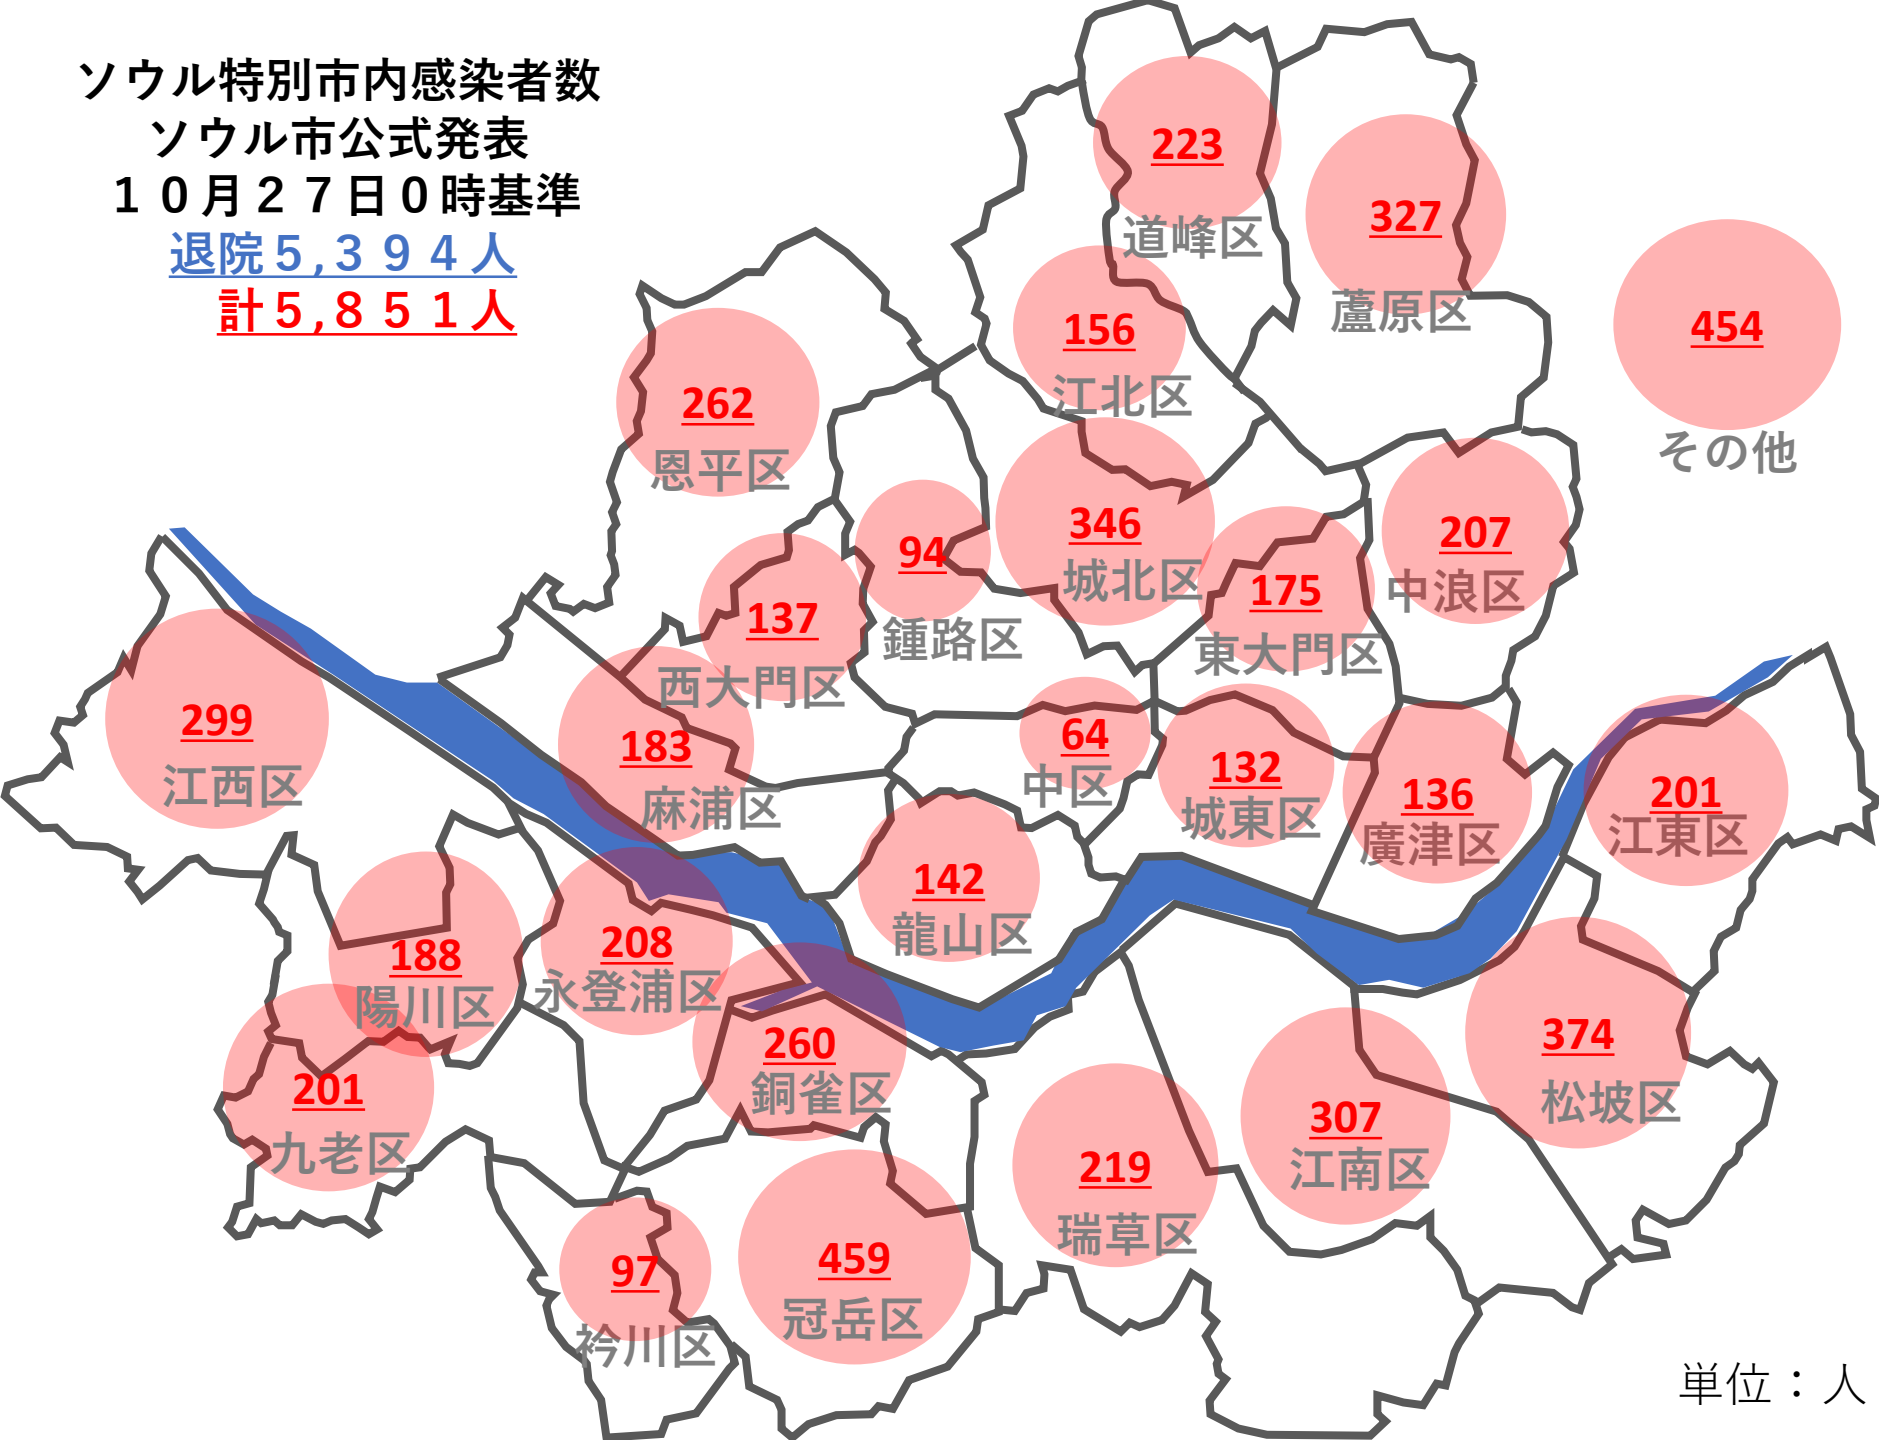 ソウル特別市内感染者数
ソウル市公式発表
１０月２７日０時基準
退院５,３９４人
計５,８５１人
223
道峰区
327
蘆原区
156
江北区
454
その他
262
恩平区
346
城北区
207
中浪区
94
鍾路区
175
東大門区
137
西大門区
299
江西区
183
麻浦区
64
中区
132
城東区
136
廣津区
201
江東区
142
龍山区
188
陽川区
208
永登浦区
260
銅雀区
374
松坡区
201
九老区
307
江南区
219
瑞草区
97
衿川区
459
冠岳区
単位：人